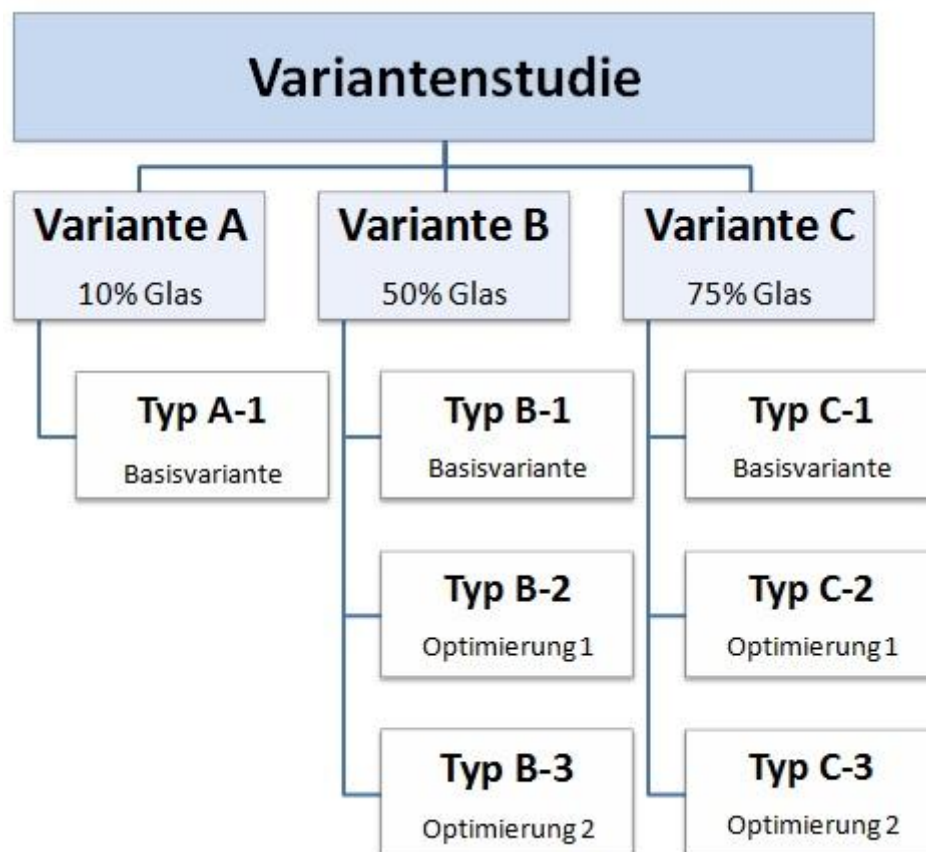 Variantenstudie
Variante A
10% Glas
Variante B
50% Glas
Variante C
75% Glas
Typ A-1
Basisvariante
Typ B-1
Basisvariante
Typ C-1
Basisvariante
Typ B-2
Optimierung 1
Typ C-2
Optimierung 1
Typ B-3
Optimierung 2
Typ C-3
Optimierung 2